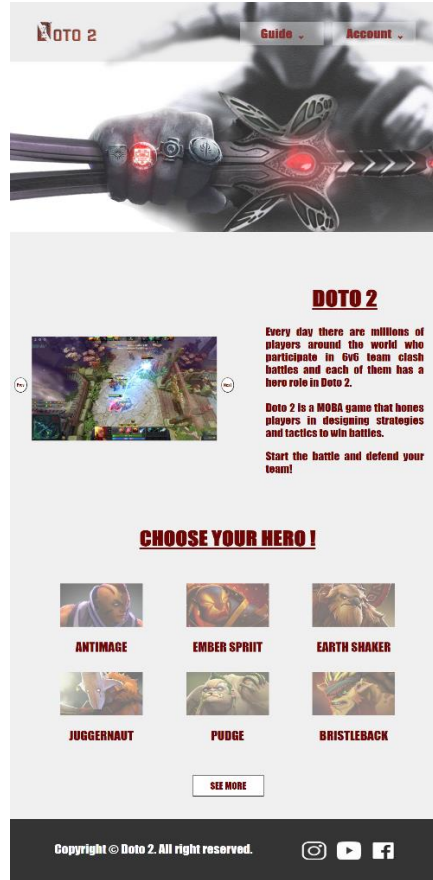 DOTO 2
Guide
Account
DOTO 2
Every day there are millions of
players around the world who
participate in 6v6 team clash
battles and each of them has a
hero role in Doto 2.
Doto 2 is a MOBA game that hones
players in designing strategies
and tactics to win battles.
Start the battle and defend your
team!
Prev
Next
CHOOSE YOUR HERO !
ANTIMAGE
EMBER SPRIIT
EARTH SHAKER
JUGGERNAUT
PUDGE
BRISTLEBACK
SEE MORE
Copyright © Doto 2. All right reserved.